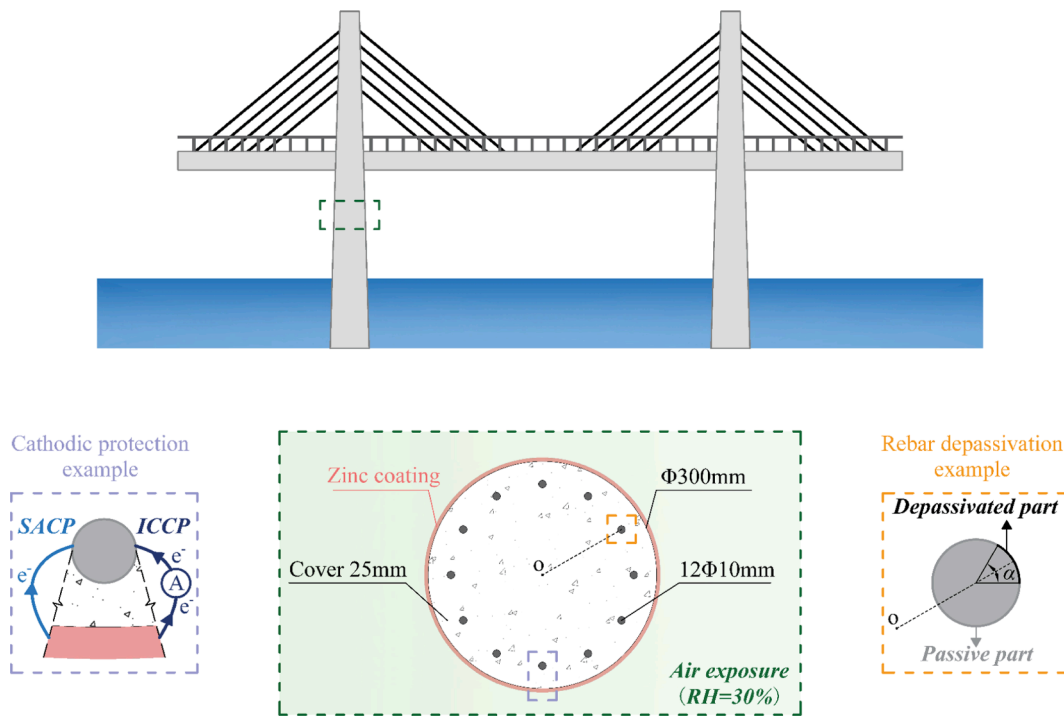 Cathodic protection
example
SACP
ICCP
e-
e-
A
e-
Zinc coating
Φ300mm
Cover 25mm
o
12Φ10mm
Air exposure
(RH=30%)
Rebar depassivation
example
Depassivated part
α
o
Passive part